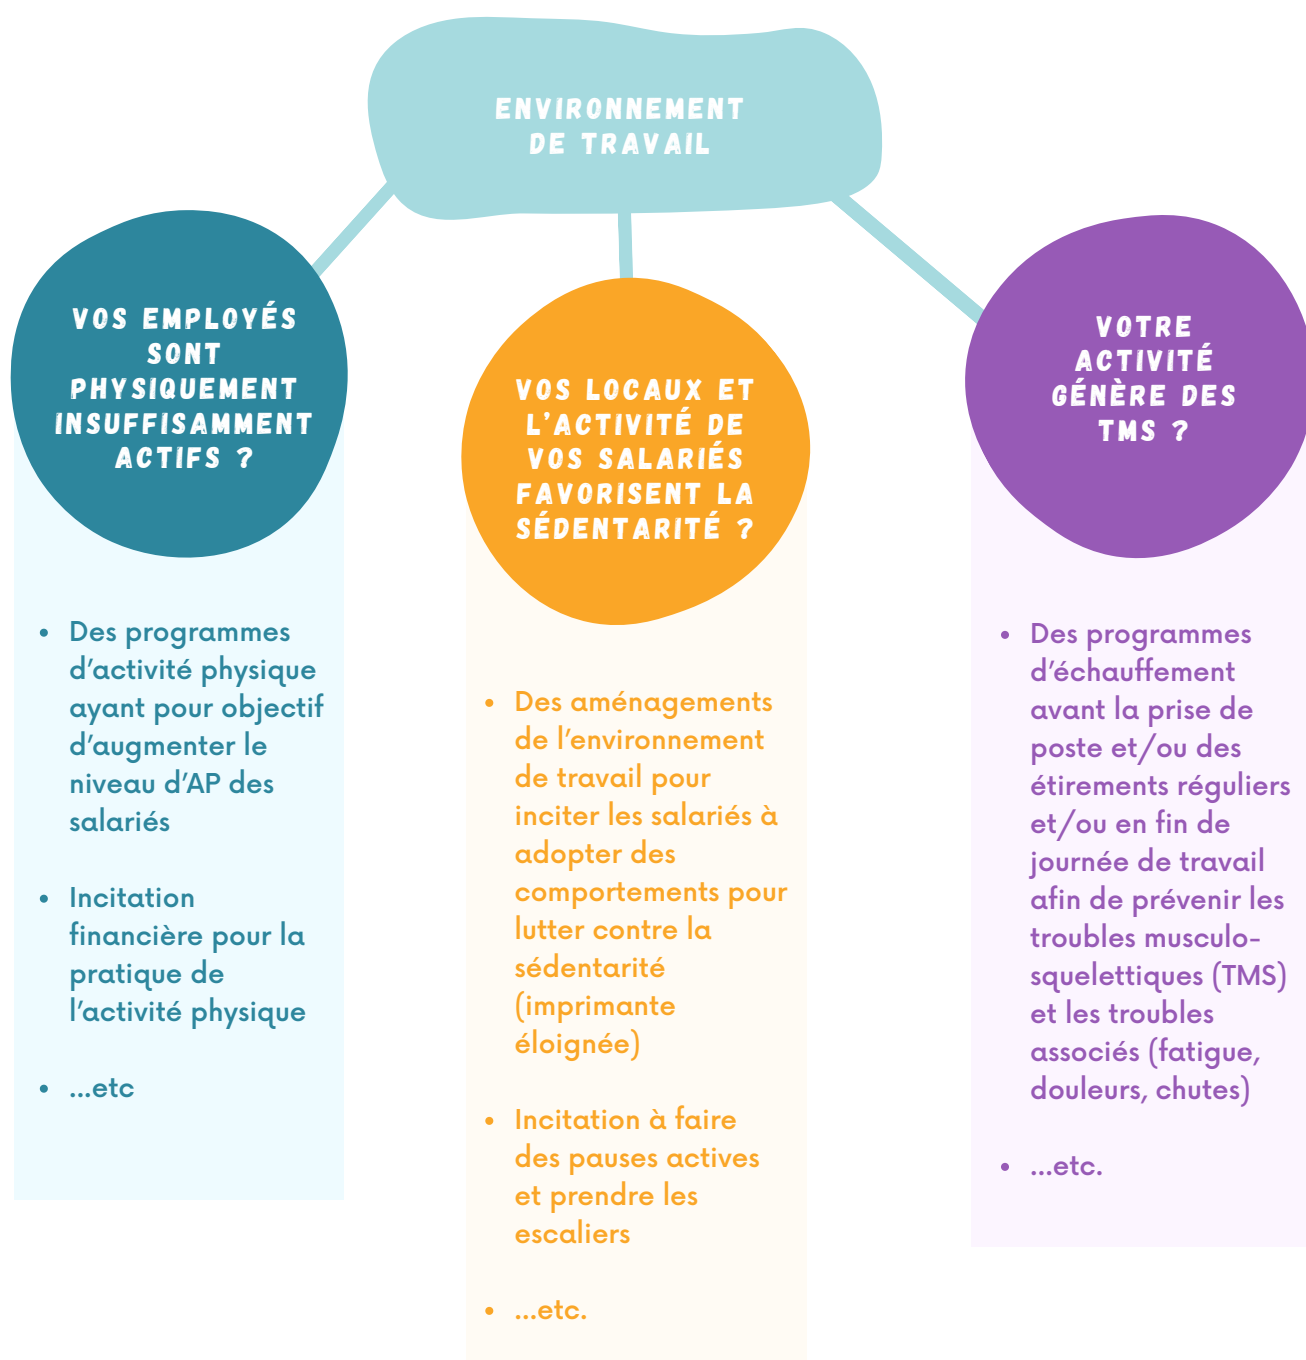 ENVIRONNEMENT
DE TRAVAIL
VOS EMPLOYÉS
SONT
PHYSIQUEMENT
INSUFFISAMMENT
ACTIFS ?
• Des programmes
d'activité physique
ayant pour objectif
d'augmenter le
niveau d'AP des
salariés
• Incitation
financière pour la
pratique de
l'activité physique
• ...etc
VOS LOCAUX ET
L'ACTIVITÉ DE
VOS SALARIÉS
FAVORISENT LA
SÉDENTARITÉ ?
• Des aménagements
de l'environnement
de travail pour
inciter les salariés à
adopter des
comportements pour
lutter contre la
sédentarité
(imprimante
éloignée)
• Incitation à faire
des pauses actives
et prendre les
escaliers
• ...etc.
VOTRE
ACTIVITÉ
GÉNÈRE DES
TMS ?
• Des programmes
d'échauffement
avant la prise de
poste et/ou des
étirements réguliers
et/ou en fin de
journée de travail
afin de prévenir les
troubles musculo-
squelettiques (TMS)
et les troubles
associés (fatigue,
douleurs, chutes)
• ...etc.